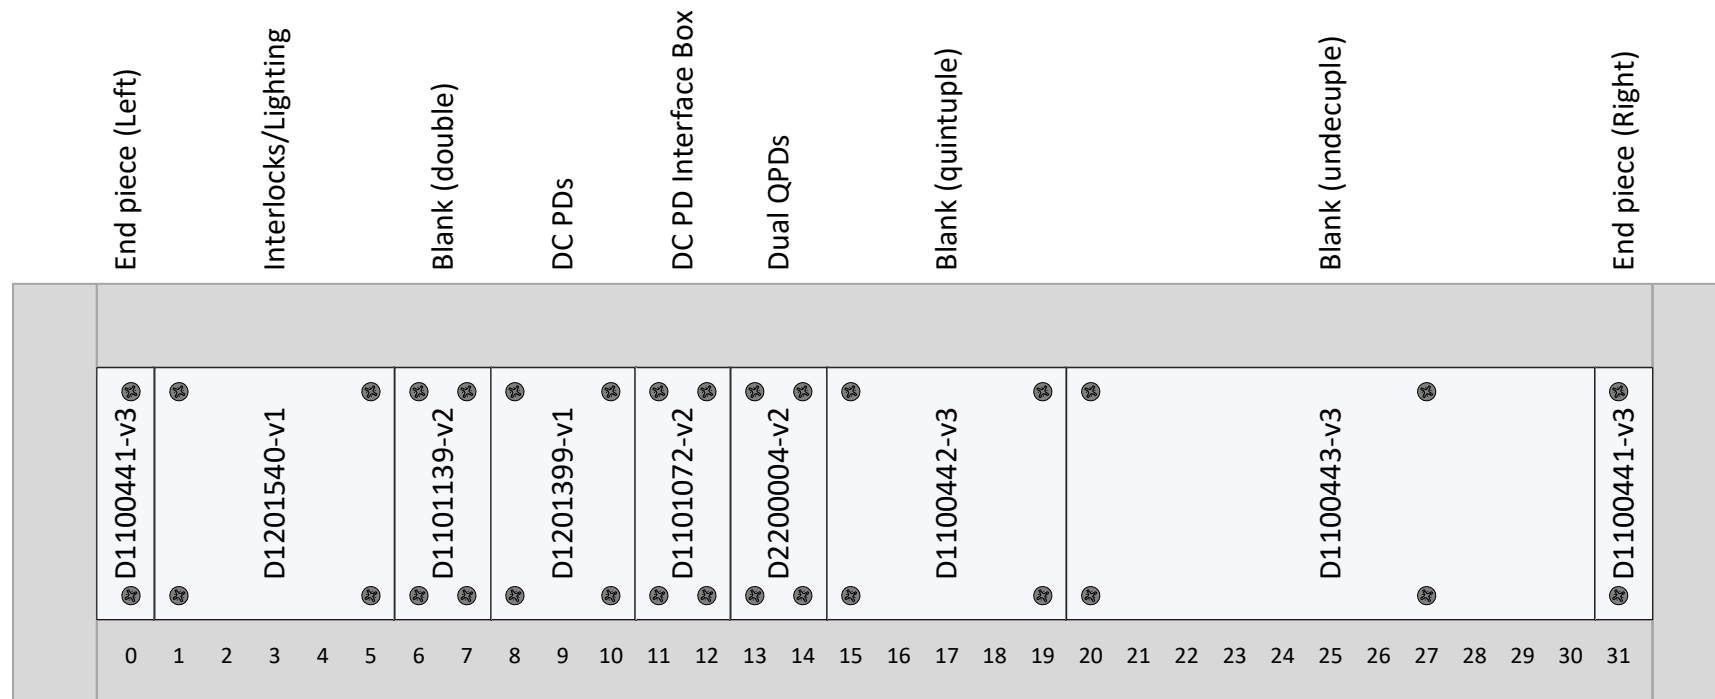 End piece (Left)
Interlocks/Lighting
Blank (double)
DC PDs
DC PD Interface Box
Dual QPDs
Blank (quintuple)
Blank (undecuple)
End piece (Right)
D1100441-v3
D1201540-v1
D1101139-v2
D1201399-v1
D1101072-v2
D2200004-v2
D1100442-v3
D1100443-v3
D1100441-v3
0 1 2 3 4 5 6 7 8 9 10 11 12 13 14 15 16 17 18 19 20 21 22 23 24 25 26 27 28 29 30 31